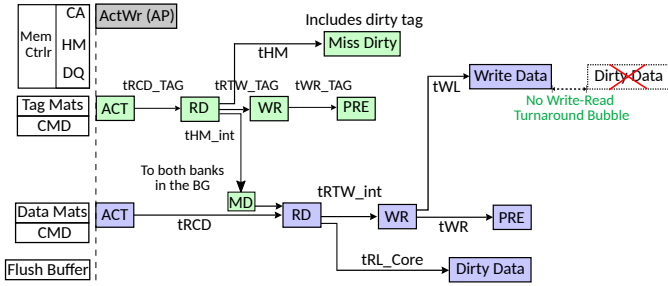 CA
ActWr (AP)
Includes dirty tag
Mem
Ctrlr
HM
tHM
Miss Dirty
DQ
Write Data
Dirty Data
tRCD_TAG
tRTW_TAG
tWR_TAG
tWL
Tag Mats
ACT
RD
WR
PRE
No Write-Read
Turnaround Bubble
CMD
tHM_int
To both banks
in the BG
MD
tRTW_int
Data Mats
ACT
RD
WR
PRE
tRCD
tWR
CMD
tRL_Core
Flush Buffer
Dirty Data